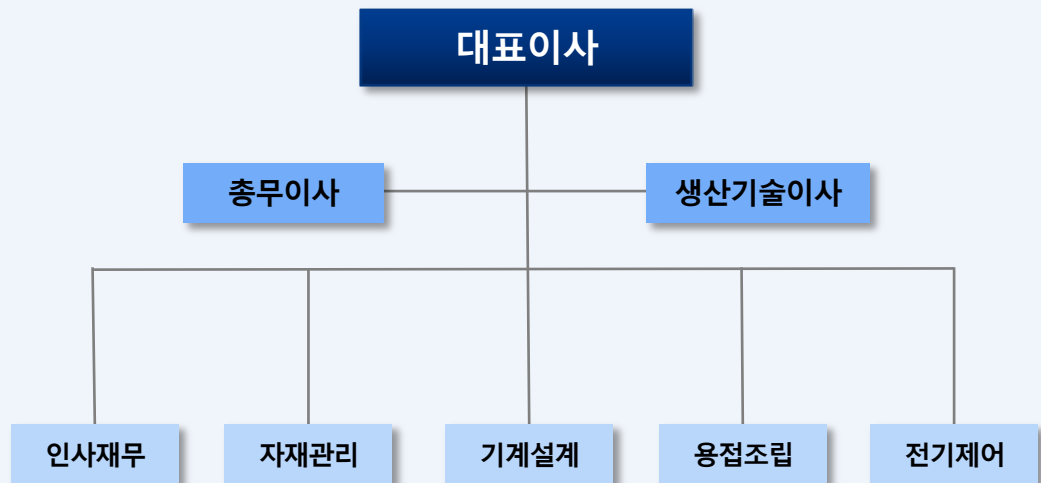 대표이사
총무이사
생산기술이사
인사재무
자재관리
기계설계
용접조립
전기제어